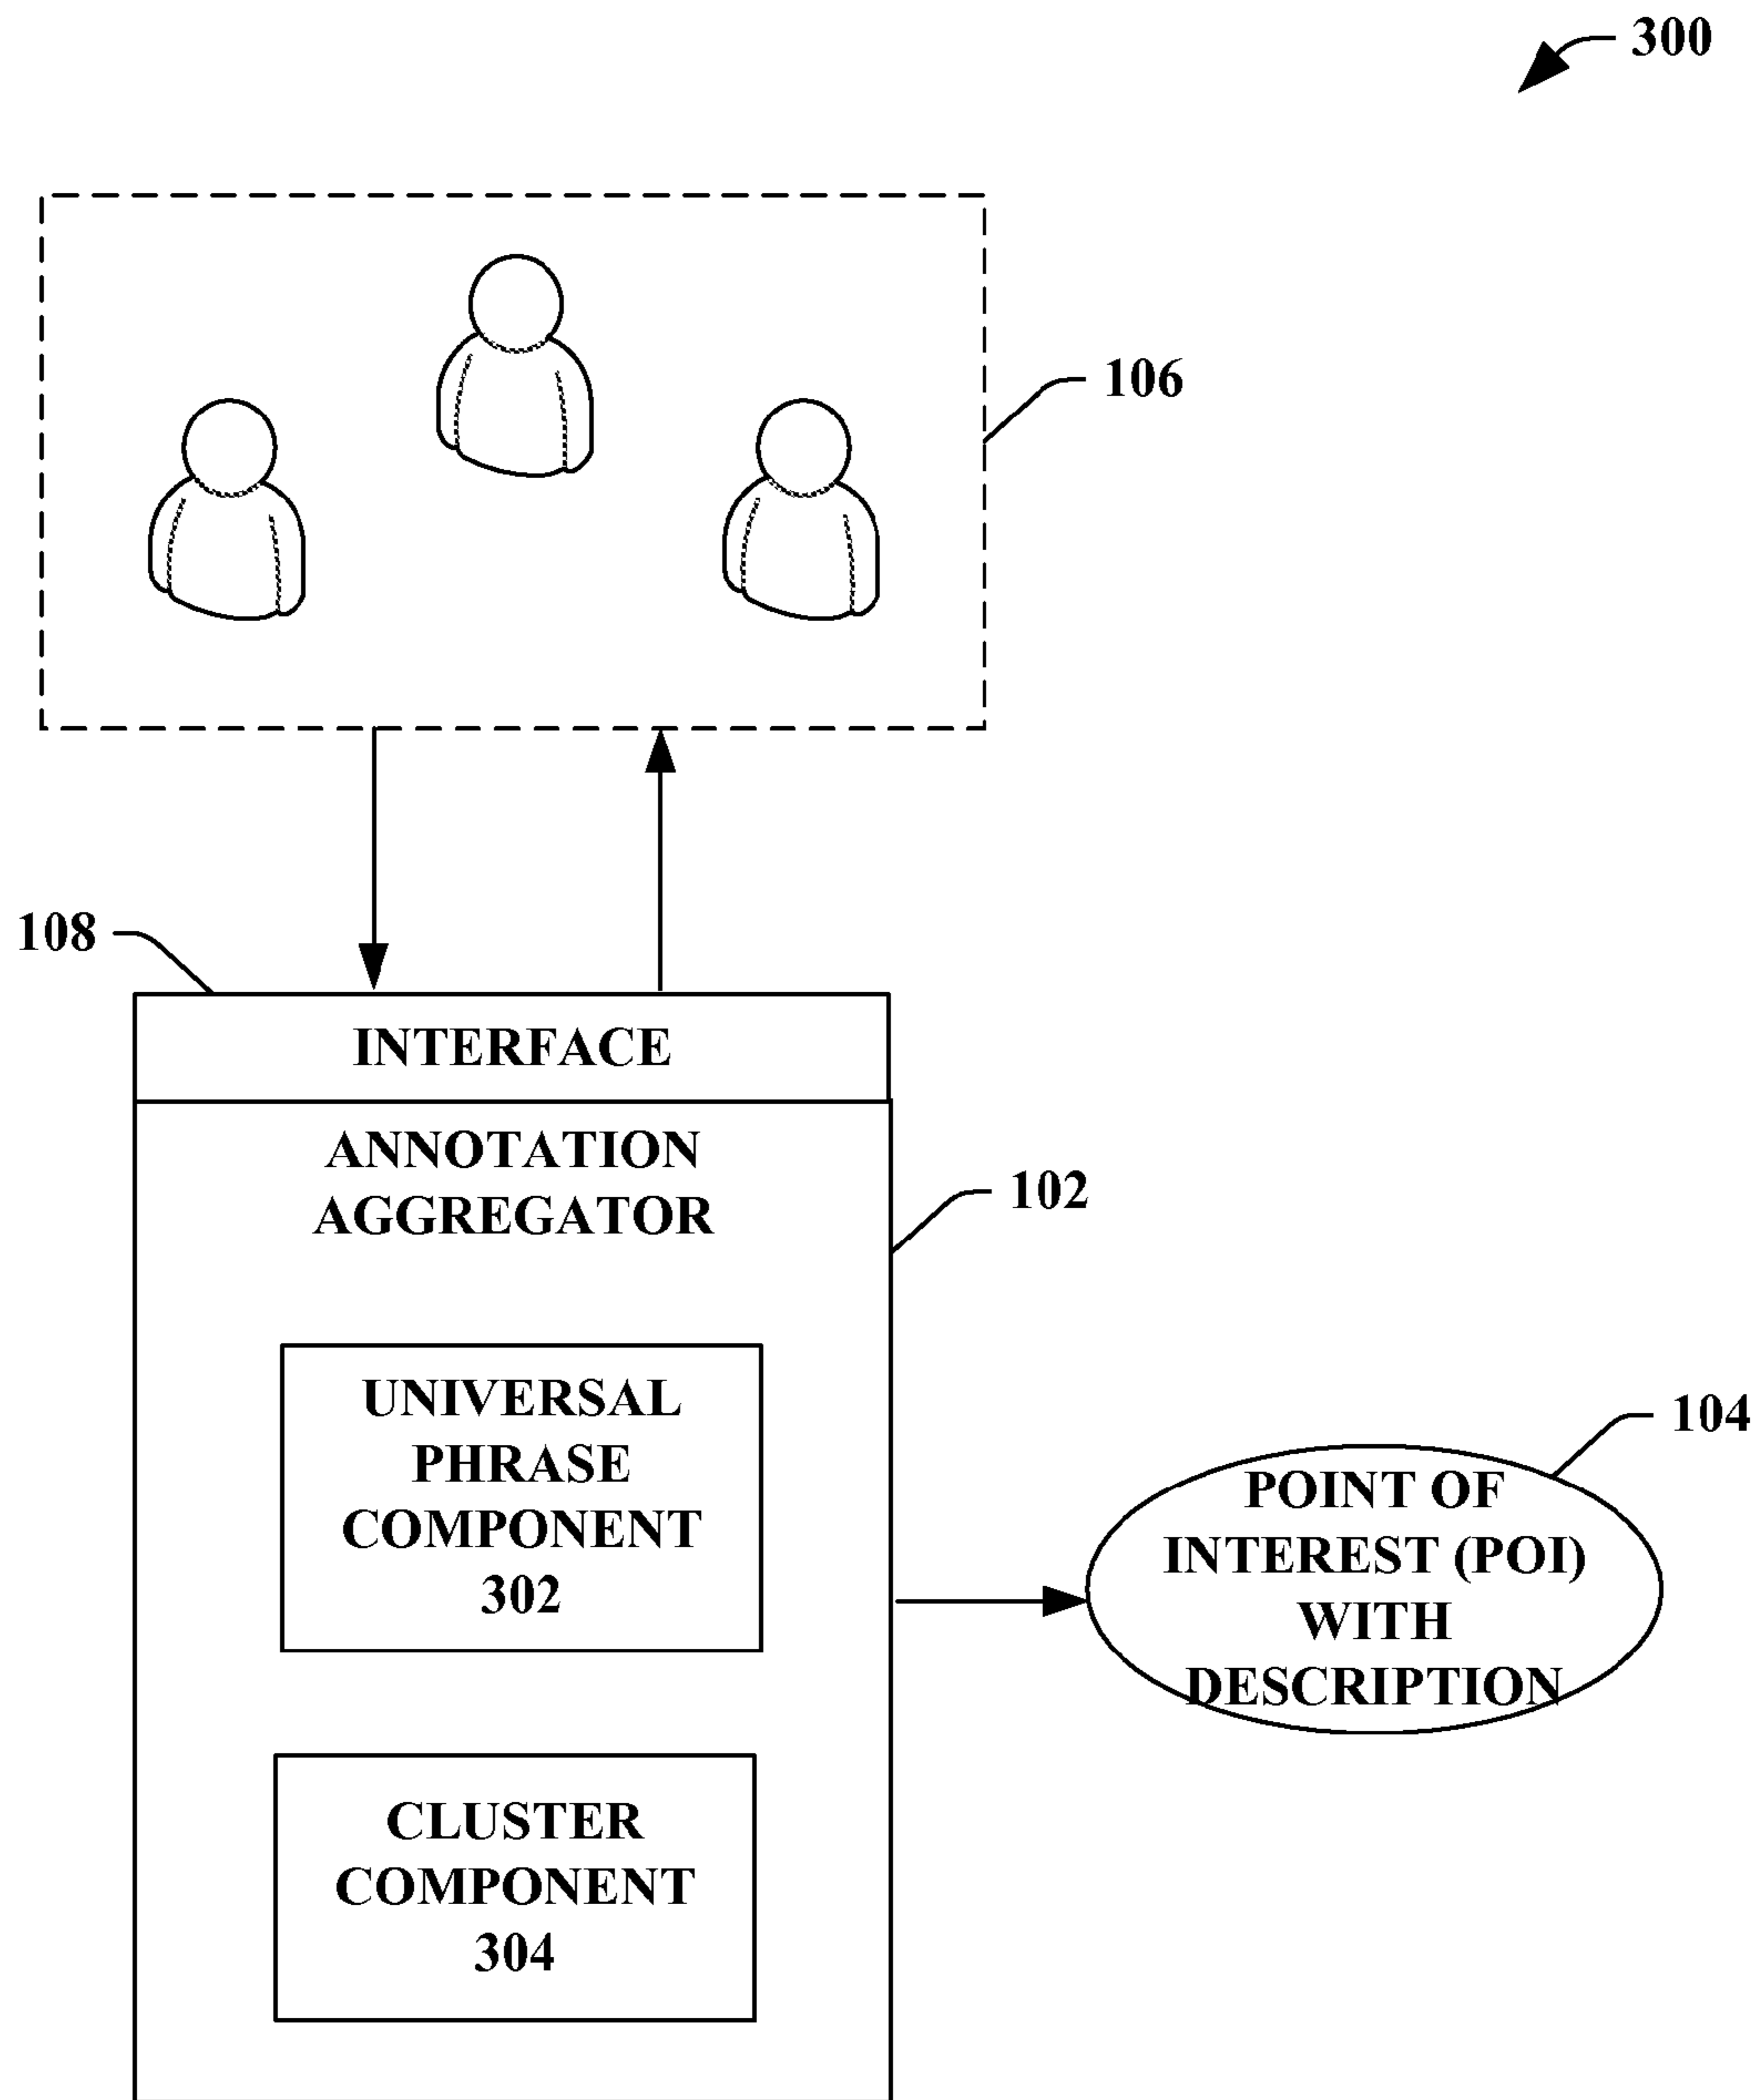 300
106
108
INTERFACE
ANNOTATION
AGGREGATOR
102
UNIVERSAL
PHRASE
COMPONENT
302
104
POINT OF
INTEREST (POI)
WITH
DESCRIPTION
CLUSTER
COMPONENT
304